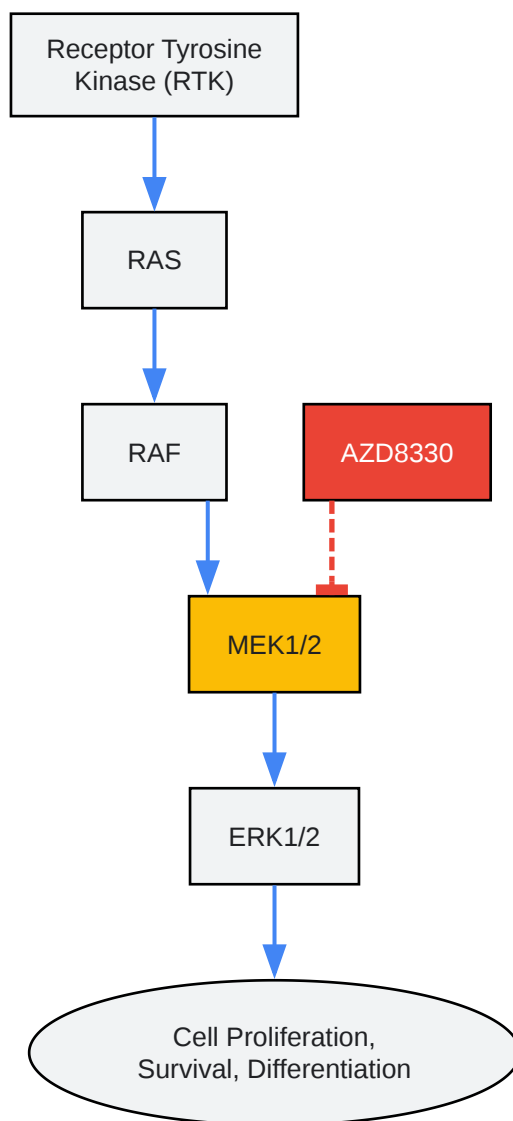 Receptor Tyrosine
Kinase (RTK)
RAS
RAF
AZD8330
MEK1/2
ERK1/2
Cell Proliferation,
Survival, Differentiation